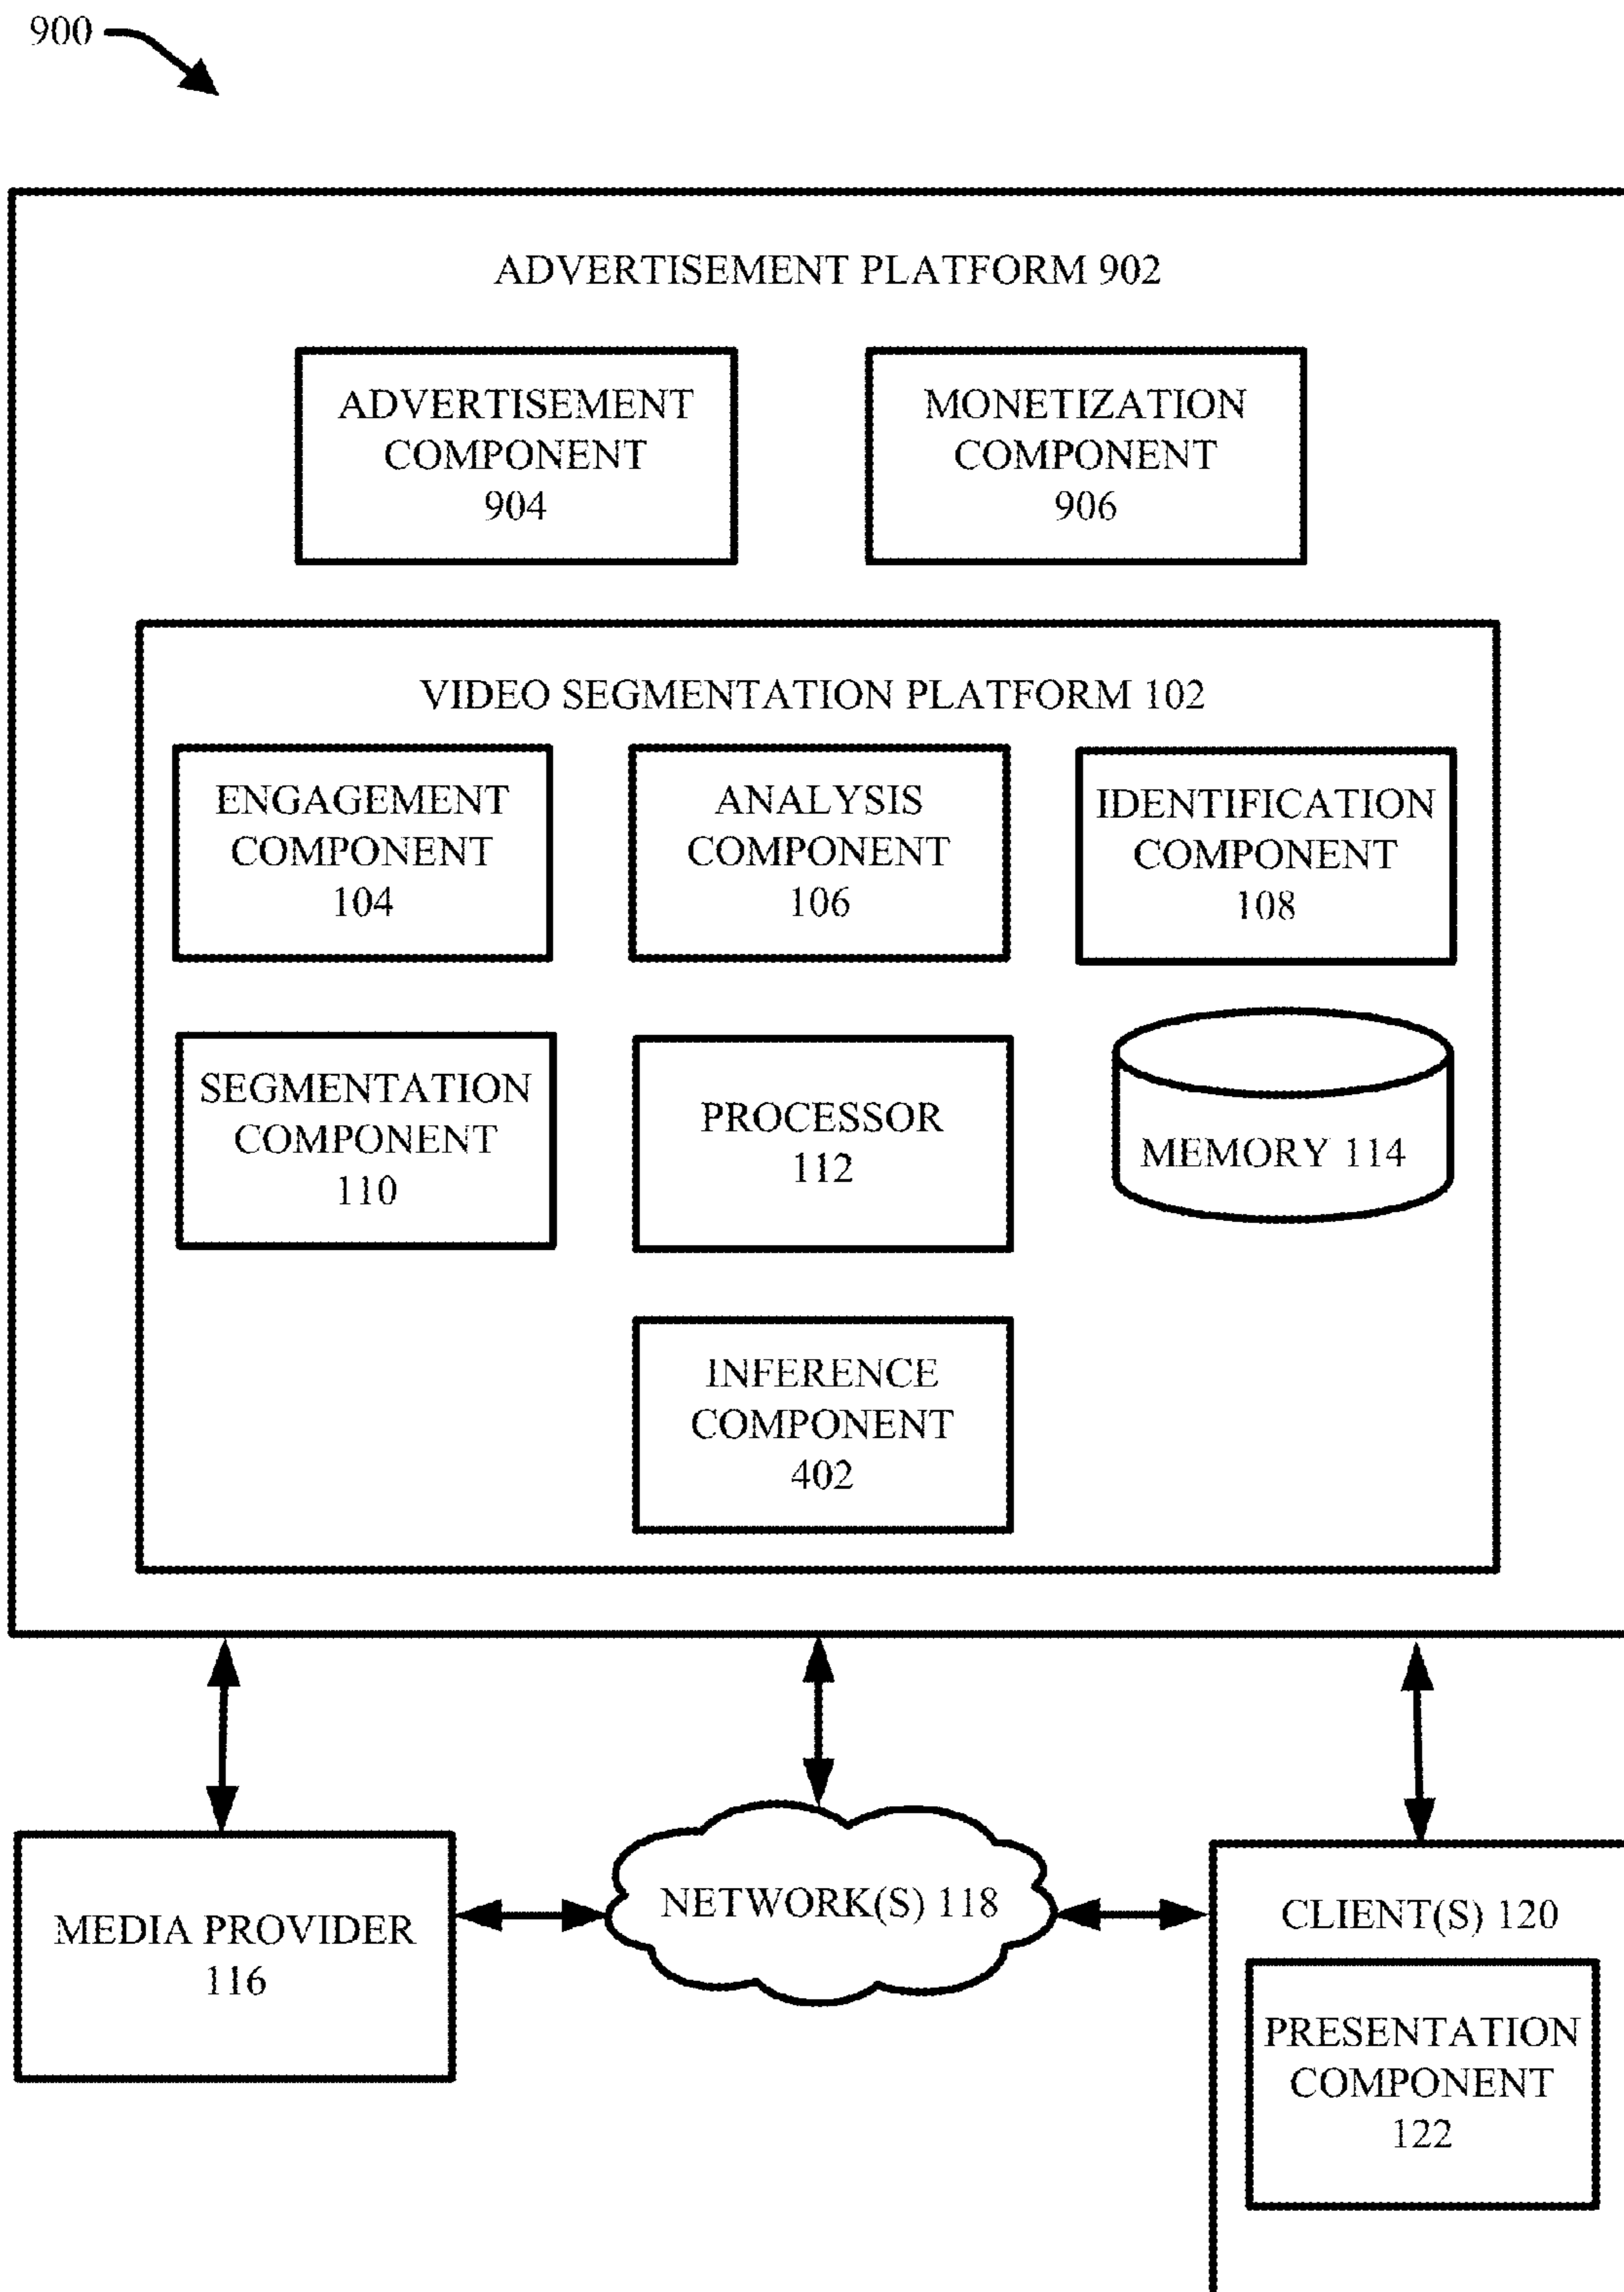 900
ADVERTISEMENT PLATFORM 902
ADVERTISEMENT
COMPONENT
904
MONETIZATION
COMPONENT
906
VIDEO SEGMENTATION PLATFORM 102
ENGAGEMENT
COMPONENT
104
ANALYSIS
COMPONENT
106
IDENTIFICATION
COMPONENT
108
SEGMENTATION
COMPONENT
110
PROCESSOR
112
MEMORY 114
INFERENCE
COMPONENT
402
MEDIA PROVIDER
116
NETWORK(S) 118
CLIENT(S) 120
PRESENTATION
COMPONENT
122